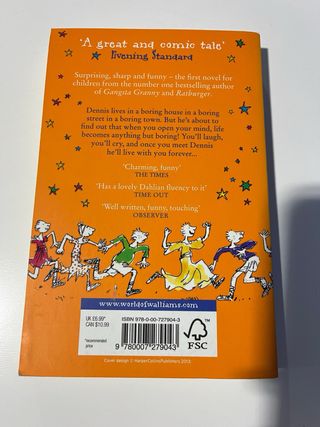 'A great and comic tale'
Evening Standard
Surprising, sharp and funny – the first novel for
children from the number one bestselling author
of Gangsta Granny and Ratburger.
Dennis lives in a boring house in a boring
street in a boring town. But he's about to
find out that when you open your mind, life
becomes anything but boring! You'll laugh,
you'll cry, and once you meet Dennis
he'll live with you forever...
'Charming, funny'
THE TIMES
'Has a lovely Dahlian fluency to it'
TIME OUT
'Well written, funny, touching'
OBSERVER
www.worldofwalliams.com
UK £6.99*
CAN $10.99
*recommended
price
ISBN 978-0-00-727904-3
9 780007 279043
FSC
Cover design © HarperCollinsPublishers 2013